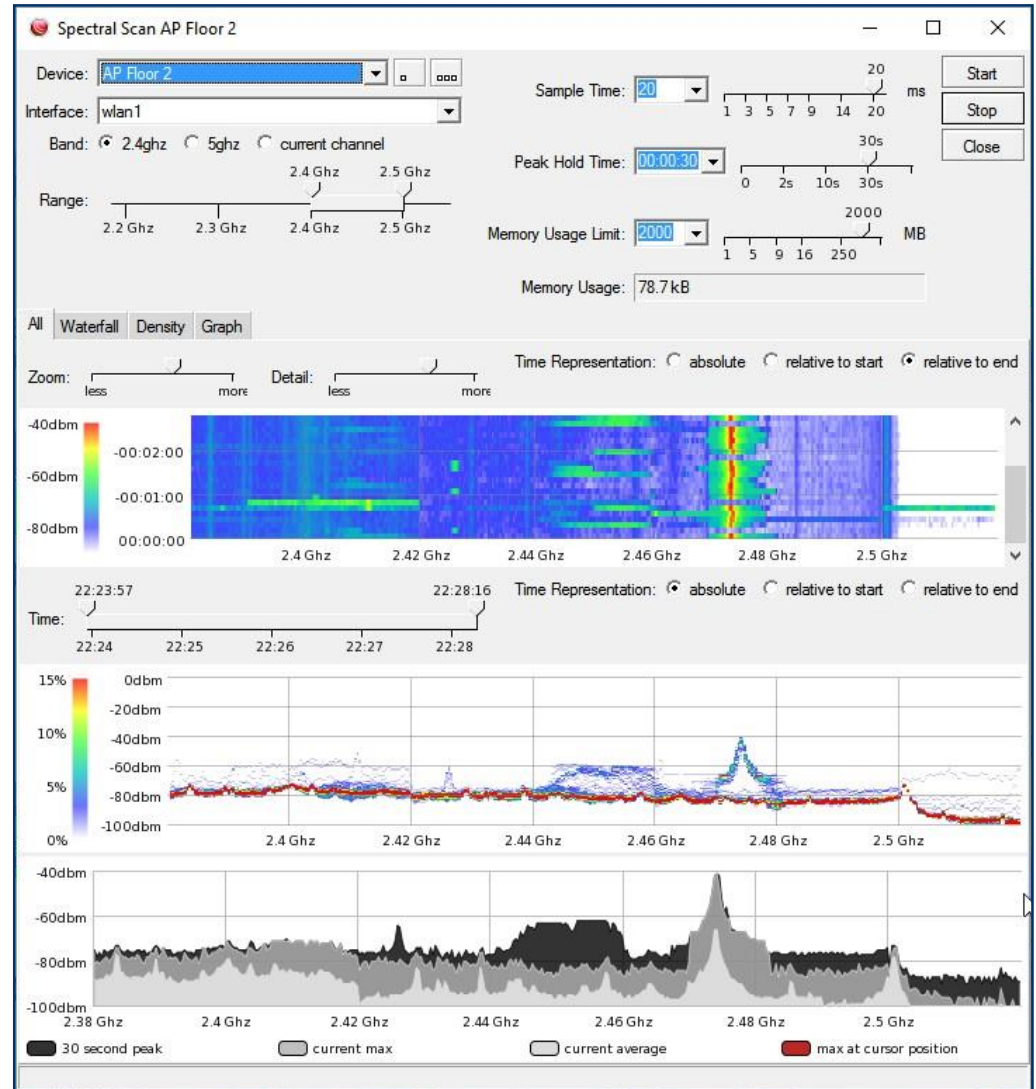 Spectral Scan AP Floor 2
Device: AP Floor 2
Interface: wlan1
Band: 2.4ghz 5ghz current channel
2.4 Ghz 2.5 Ghz
Range:
2.2 Ghz 2.3 Ghz 2.4 Ghz 2.5 Ghz
20
Sample Time: 20 ms
1 3 5 7 9 14 20
30s
Peak Hold Time: 00:00:30
0 2s 10s 30s
2000
Memory Usage Limit: 2000 MB
1 5 9 16 250
Memory Usage: 78.7 kB
Start
Stop
Close
All Waterfall Density Graph
Zoom: less more Detail: less more
Time Representation: absolute relative to start relative to end
-40dbm
-60dbm
-80dbm
-00:02:00
-00:01:00
00:00:00
2.4 Ghz 2.42 Ghz 2.44 Ghz 2.46 Ghz 2.48 Ghz 2.5 Ghz
22:23:57 22:28:16
Time:
22:24 22:25 22:26 22:27 22:28
Time Representation: absolute relative to start relative to end
15%
10%
5%
0%
0dbm
-20dbm
-40dbm
-60dbm
-80dbm
-100dbm
2.4 Ghz 2.42 Ghz 2.44 Ghz 2.46 Ghz 2.48 Ghz 2.5 Ghz
-40dbm
-60dbm
-80dbm
-100dbm
2.38 Ghz 2.4 Ghz 2.42 Ghz 2.44 Ghz 2.46 Ghz 2.48 Ghz 2.5 Ghz
30 second peak current max current average max at cursor position